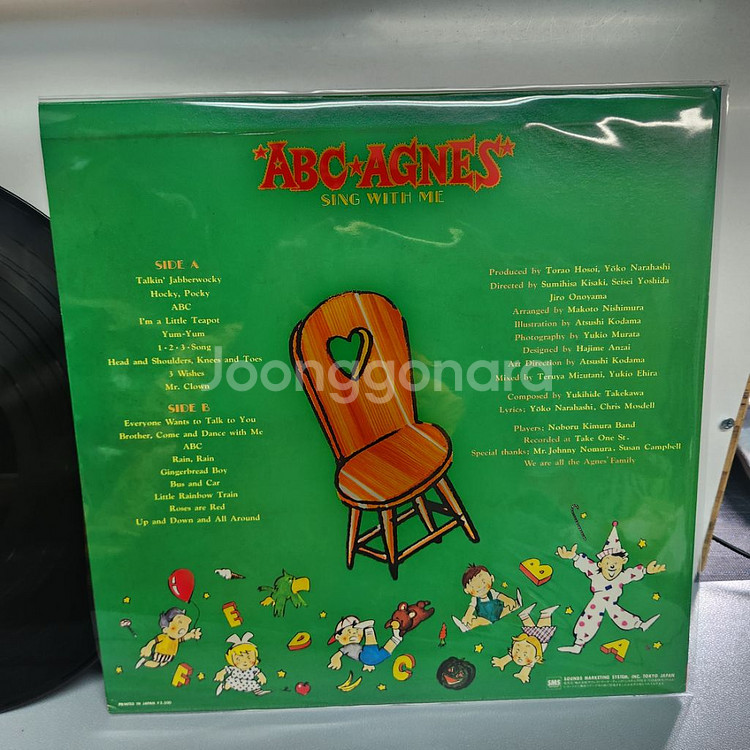 *ABC★AGNES*
SING WITH ME
SIDE A
Talkin' Jabberwocky
Hocky, Pocky
ABC
I'm a Little Teapot
Yum-Yum
1・2・3・Song
Head and Shoulders, Knees and Toes
3 Wishes
Mr. Clown
SIDE B
Everyone Wants to Talk to You
Brother, Come and Dance with Me
ABC
Rain, Rain
Gingerbread Boy
Bus and Car
Little Rainbow Train
Roses are Red
Up and Down and All Around
Produced by Torao Hosoi, Yōko Narahashi
Directed by Sumihisa Kisaki, Seisei Yoshida
Jiro Onoyama
Arranged by Makoto Nishimura
Illustration by Atsushi Kodama
Photography by Yukio Murata
Designed by Hajime Anzai
Art Direction by Atsushi Kodama
Mixed by Teruya Mizutani, Yukio Ehira
Composed by Yukihide Takekawa
Lyrics; Yōko Narahashi, Chris Mosdell
Players; Noboru Kimura Band
Recorded at Take One St.
Special thanks; Mr. Johnny Nomura, Susan Campbell
We are all the Agnes' Family
Joonggonara
F E D C B A
SMS SOUNDS MARKETING SYSTEM, INC. TOKYO JAPAN
PRINTED IN JAPAN